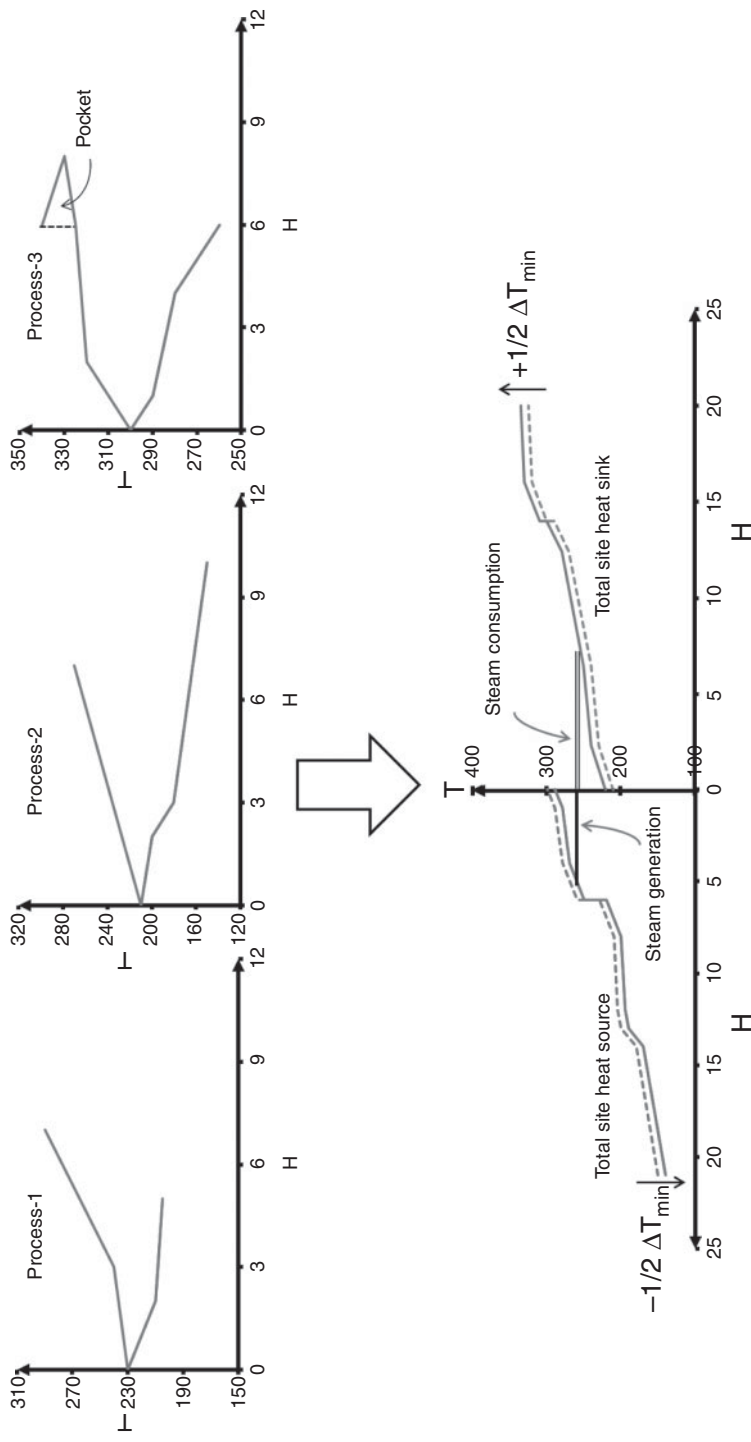 Process-1
T
310
270
230
190
150
0
3
6
9
12
H
Process-2
T
320
280
240
200
160
120
0
3
6
9
12
H
Process-3
Pocket
T
350
330
310
290
270
250
0
3
6
9
12
H
T
400
300
200
100
Steam consumption
Steam generation
Total site heat source
Total site heat sink
–1/2 ΔTmin
+1/2 ΔTmin
25
20
15
10
5
0
5
10
15
20
25
H
H